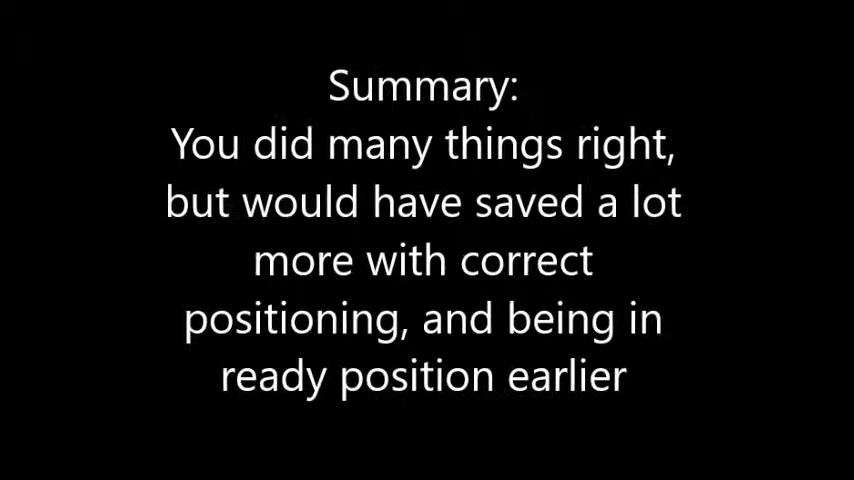 Summary:
You did many things right,
but would have saved a lot
more with correct
positioning, and being in
ready position earlier